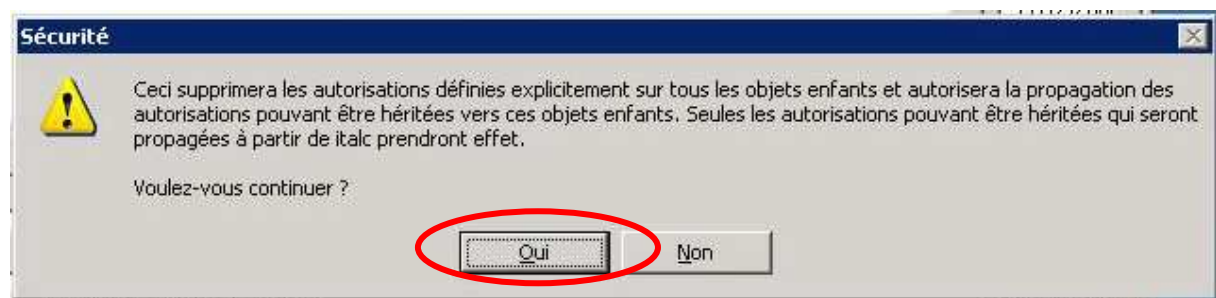 Sécurité
Ceci supprimera les autorisations définies explicitement sur tous les objets enfants et autorisera la propagation des
autorisations pouvant être héritées vers ces objets enfants. Seules les autorisations pouvant être héritées qui seront
propagées à partir de italc prendront effet.
Voulez-vous continuer ?
Oui Non